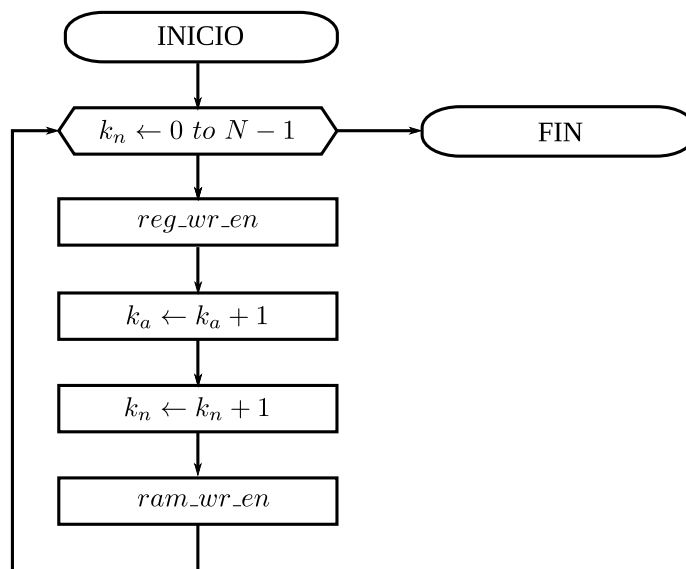 INICIO
k_n ← 0 to N − 1
FIN
reg_wr_en
k_a ← k_a + 1
k_n ← k_n + 1
ram_wr_en